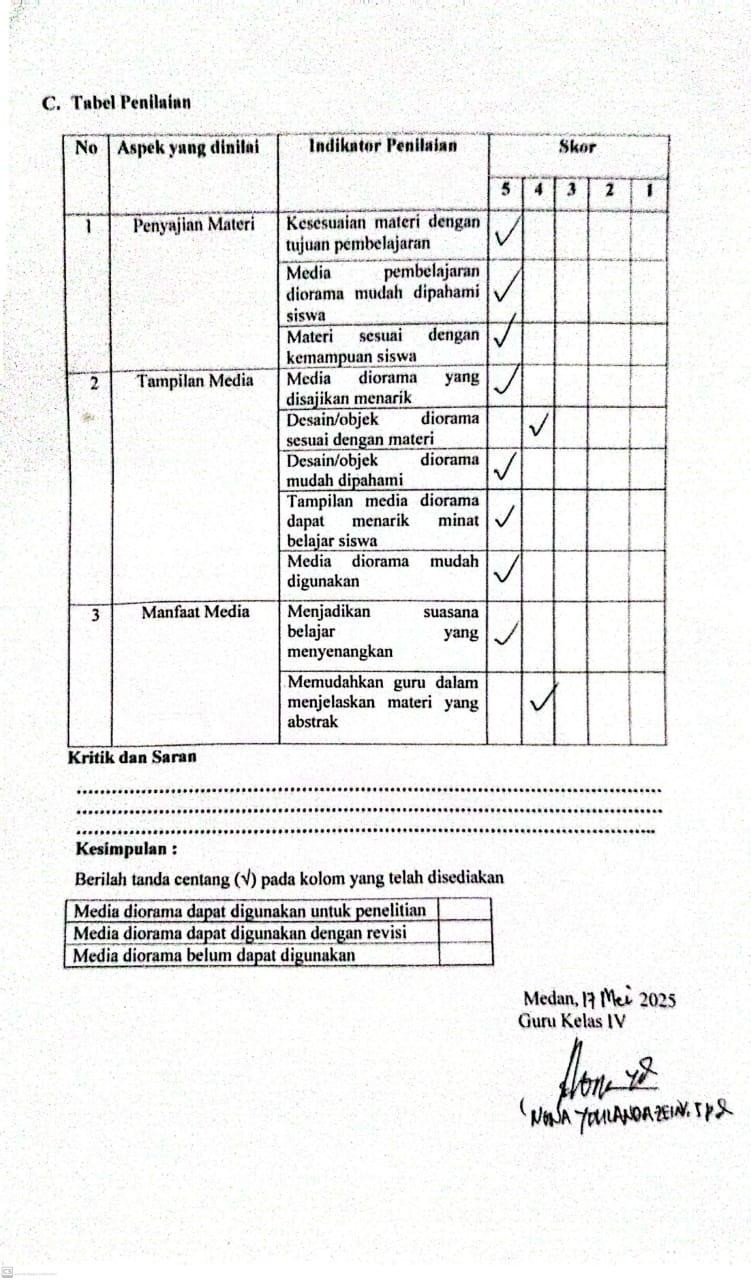 C. Tabel Penilaian
No Aspek yang dinilai Indikator Penilaian Skor
5 4 3 2 1
1 Penyajian Materi Kesesuaian materi dengan
tujuan pembelajaran ✓
Media pembelajaran
diorama mudah dipahami ✓
siswa
Materi sesuai dengan ✓
kemampuan siswa
2 Tampilan Media Media diorama yang ✓
disajikan menarik
Desain/objek diorama ✓
sesuai dengan materi
Desain/objek diorama ✓
mudah dipahami
Tampilan media diorama
dapat menarik minat ✓
belajar siswa
Media diorama mudah ✓
digunakan
3 Manfaat Media Menjadikan suasana
belajar yang ✓
menyenangkan
Memudahkan guru dalam
menjelaskan materi yang ✓
abstrak
Kritik dan Saran
Kesimpulan :
Berilah tanda centang (√) pada kolom yang telah disediakan
Media diorama dapat digunakan untuk penelitian
Media diorama dapat digunakan dengan revisi
Media diorama belum dapat digunakan
Medan, 17 Mei 2025
Guru Kelas IV
(NONA YOULANDA ZEIN, S.Pd
CS